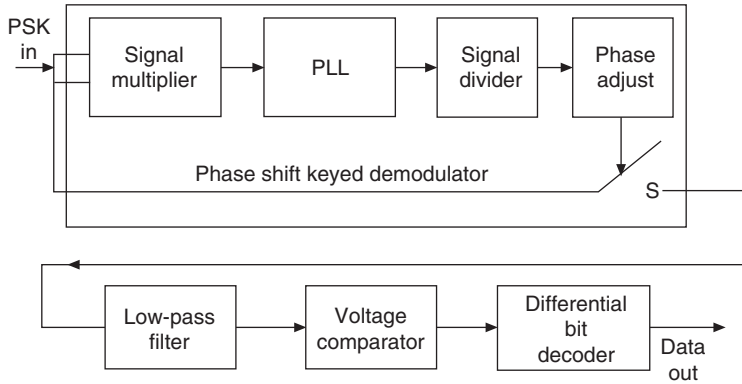 PSK
in
Signal
multiplier
PLL
Signal
divider
Phase
adjust
Phase shift keyed demodulator
S
Low-pass
filter
Voltage
comparator
Differential
bit
decoder
Data
out